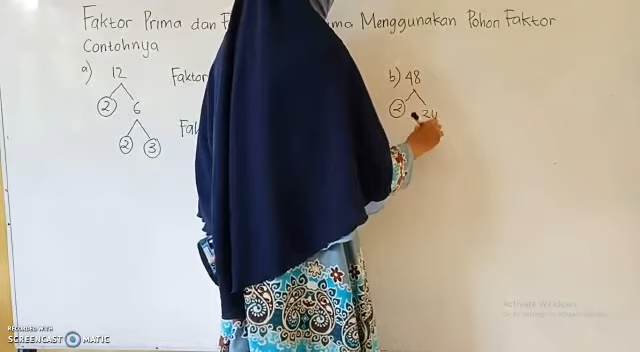 Faktor Prima dan Menggunakan Pohon Faktor
Contohnya
a) 12
2 6
2 3
Faktor
b) 48
2 24
Activate Windows
RECORDED WITH
SCREENCAST MATIC